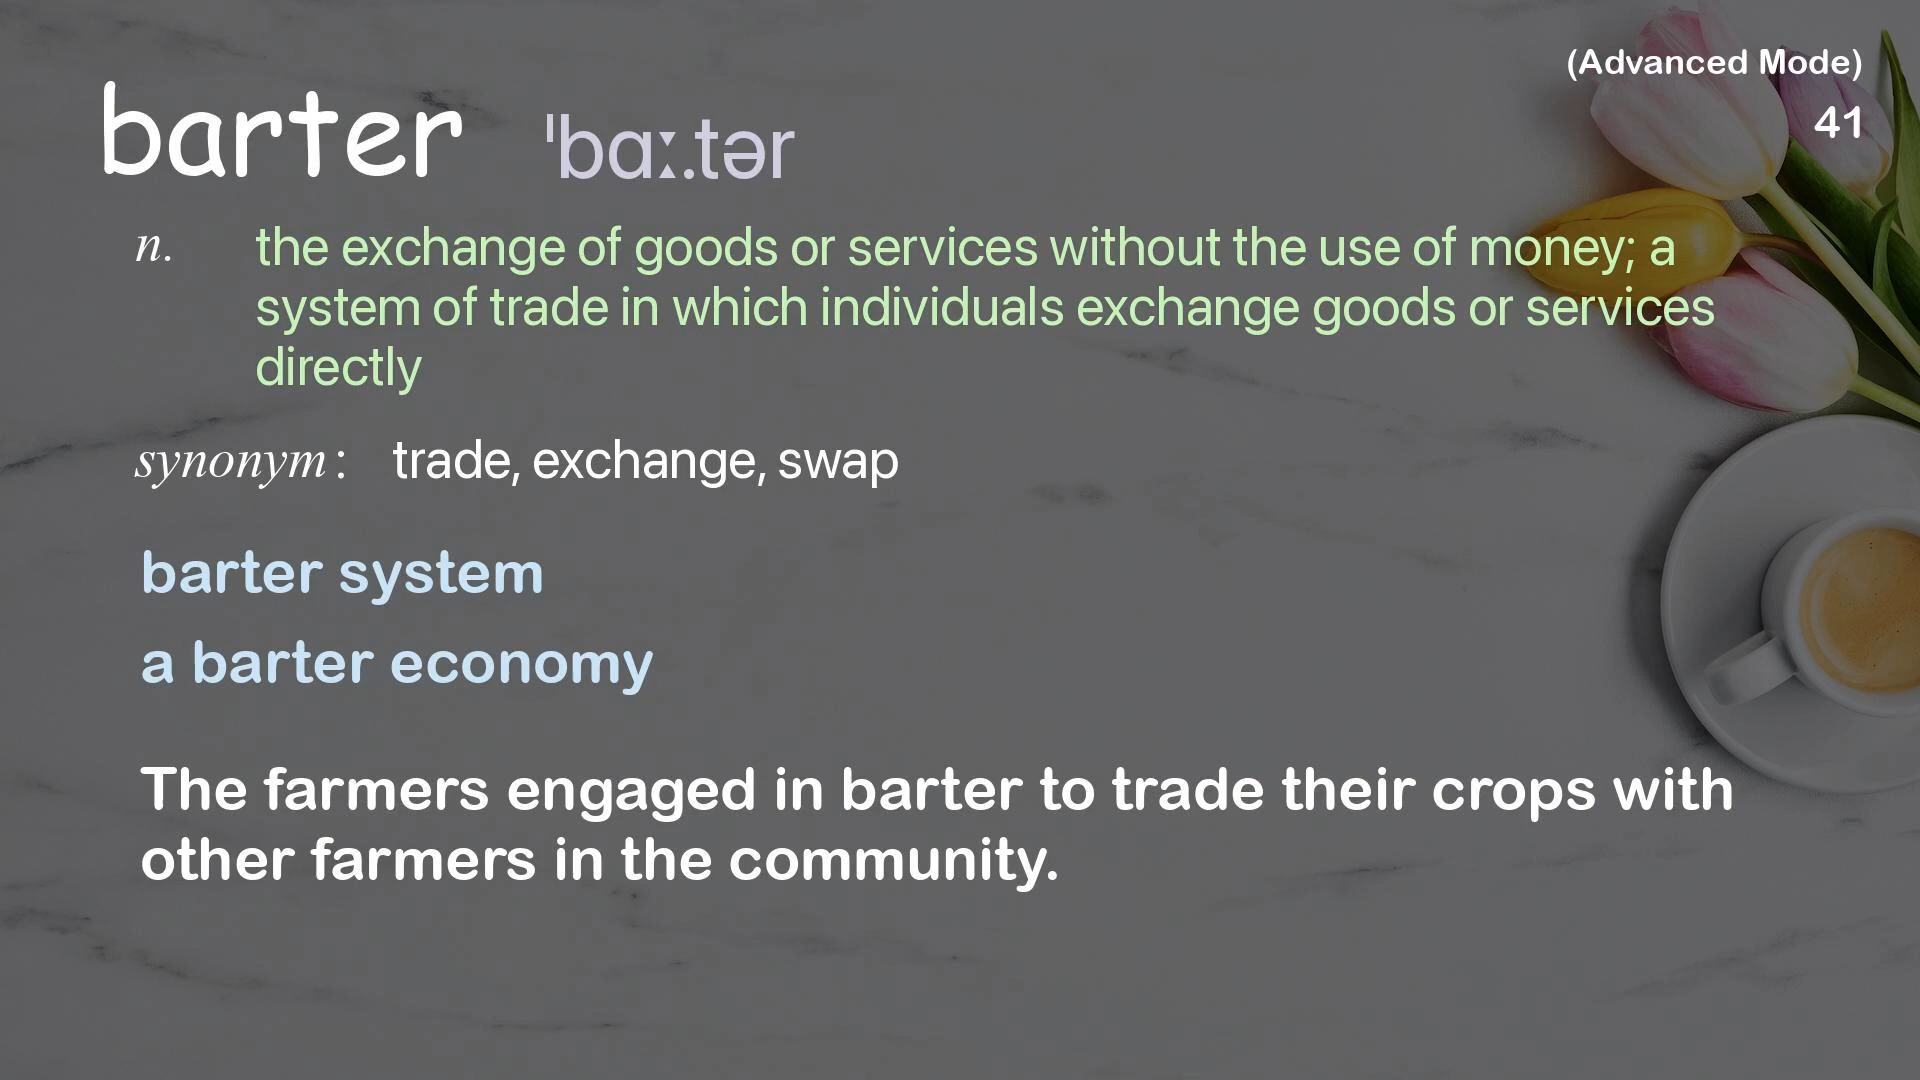 (Advanced Mode)
41
barter ˈbɑː.tər
n. the exchange of goods or services without the use of money; a
system of trade in which individuals exchange goods or services
directly
synonym: trade, exchange, swap
barter system
a barter economy
The farmers engaged in barter to trade their crops with
other farmers in the community.